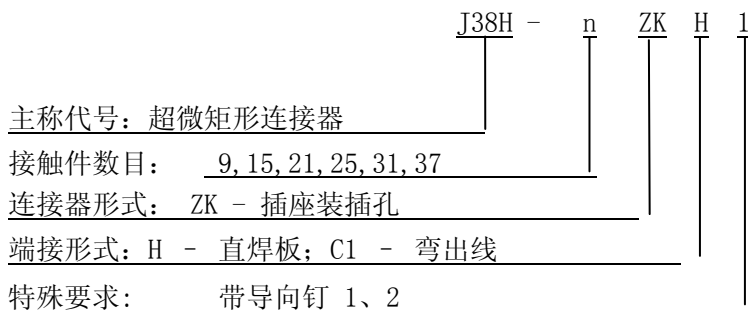 J38H - n ZK H 1
主称代号：超微矩形连接器
接触件数目： 9,15,21,25,31,37
连接器形式： ZK - 插座装插孔
端接形式：H - 直焊板；C1 - 弯出线
特殊要求: 带导向钉 1、2